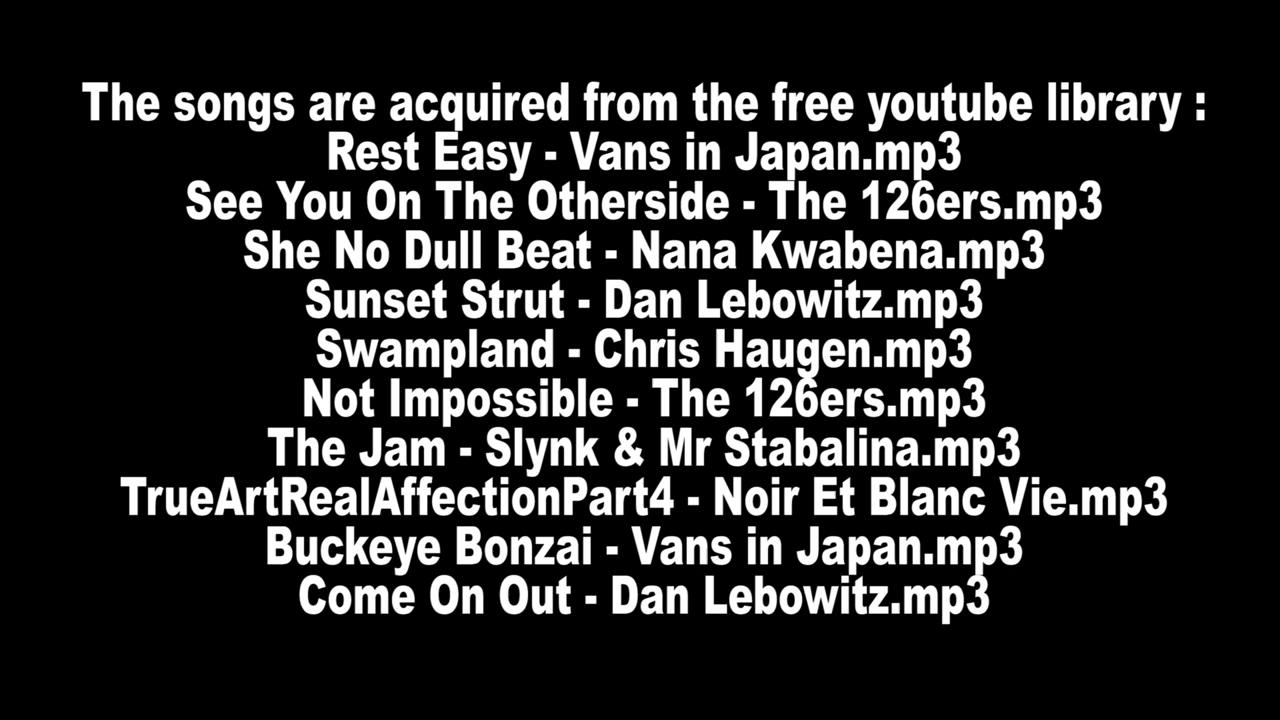 The songs are acquired from the free youtube library :
Rest Easy - Vans in Japan.mp3
See You On The Otherside - The 126ers.mp3
She No Dull Beat - Nana Kwabena.mp3
Sunset Strut - Dan Lebowitz.mp3
Swampland - Chris Haugen.mp3
Not Impossible - The 126ers.mp3
The Jam - Slynk & Mr Stabalina.mp3
TrueArtRealAffectionPart4 - Noir Et Blanc Vie.mp3
Buckeye Bonzai - Vans in Japan.mp3
Come On Out - Dan Lebowitz.mp3